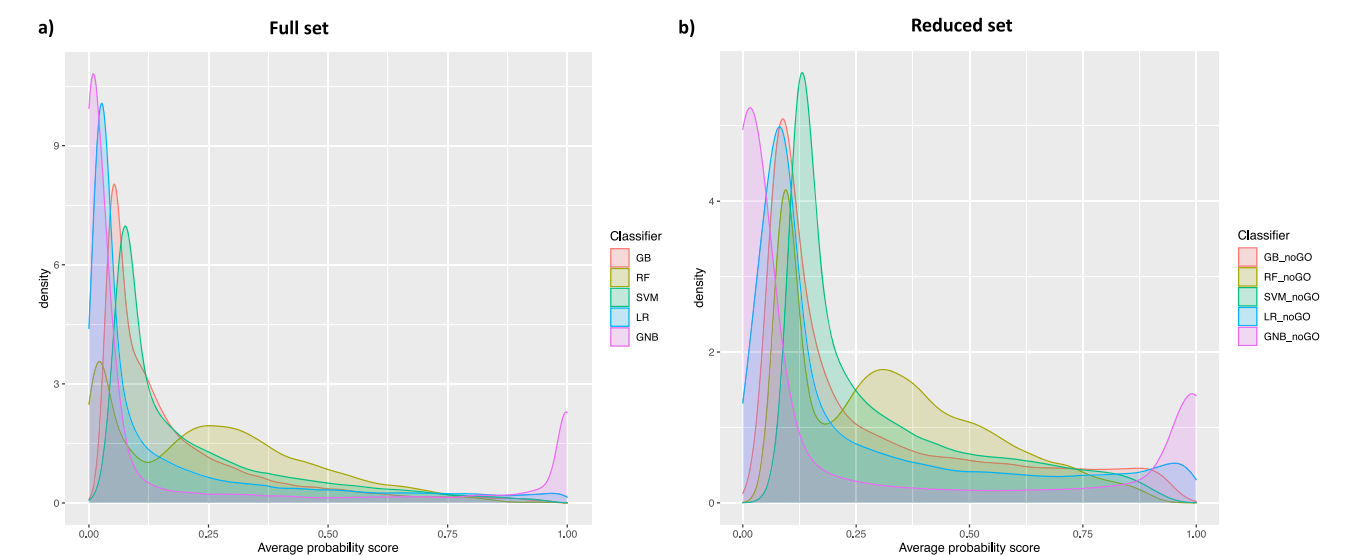 a)
Full set
density
9
6
3
0
0.00
0.25
0.50
0.75
1.00
Average probability score
Classifier
GB
RF
SVM
LR
GNB
b)
Reduced set
density
4
2
0
0.00
0.25
0.50
0.75
1.00
Average probability score
Classifier
GB_noGO
RF_noGO
SVM_noGO
LR_noGO
GNB_noGO